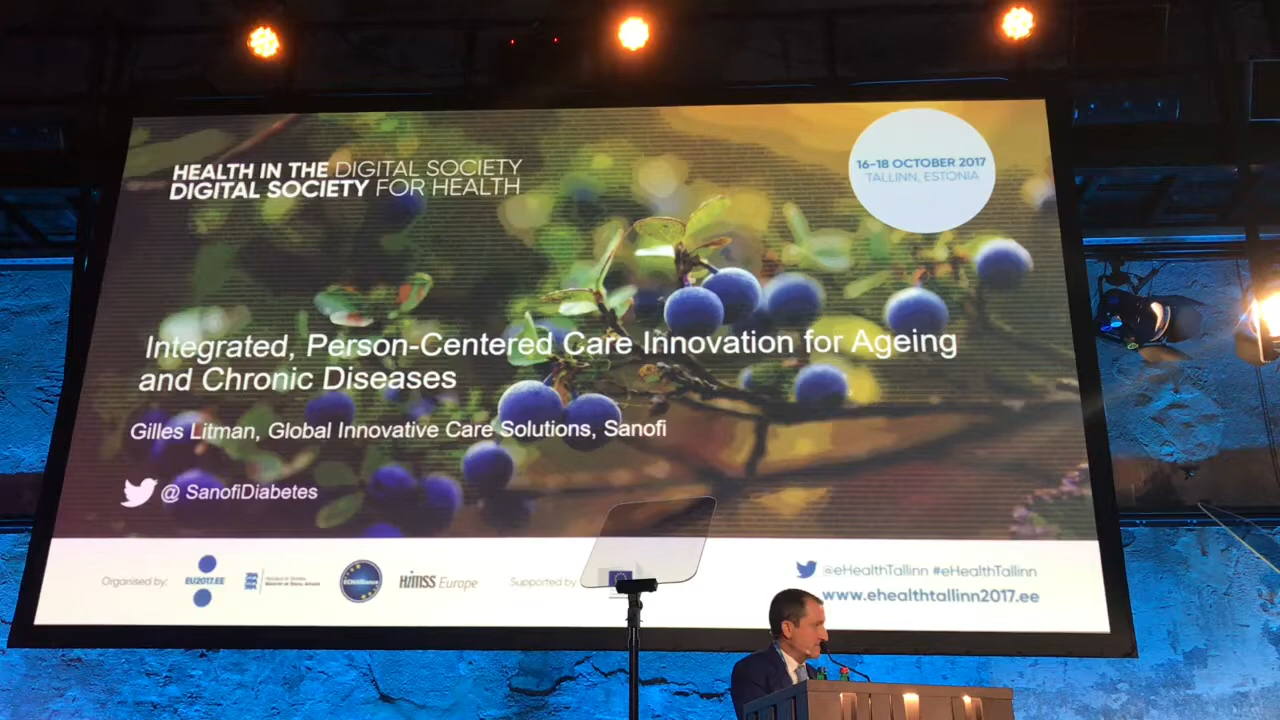 HEALTH IN THE DIGITAL SOCIETY
DIGITAL SOCIETY FOR HEALTH
16-18 OCTOBER 2017
TALLINN, ESTONIA
Integrated, Person-Centered Care Innovation for Ageing
and Chronic Diseases
Gilles Litman, Global Innovative Care Solutions, Sanofi
@ SanofiDiabetes
Organised by:
EU2017.EE
ECHAlliance
HIMSS Europe
Supported by
@eHealthTallinn #eHealthTallinn
www.ehealthtallinn2017.ee